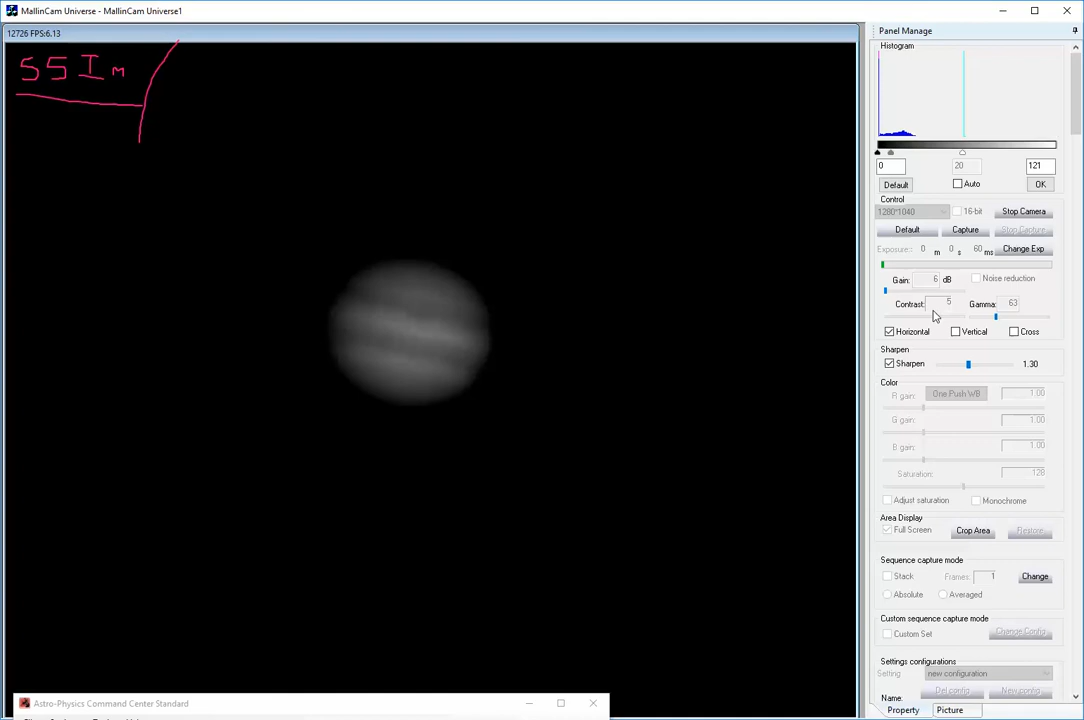 MallinCam Universe - MallinCam Universe1
12726 FPS:6.13
55Im
Panel Manage
Histogram
0 20 121
Default Auto OK
Control
1280*1040 16-bit Stop Camera
Default Capture Stop Capture
Exposure:: 0 m 0 s 60 ms Change Exp
Gain: 6 dB Noise reduction
Contrast: 5 Gamma: 63
Horizontal Vertical Cross
Sharpen
Sharpen 1.30
Color
R gain: One Push WB 1.00
G gain: 1.00
B gain: 1.00
Saturation: 128
Adjust saturation Monochrome
Area Display
Full Screen Crop Area Restore
Sequence capture mode
Stack Frames: 1 Change
Absolute Averaged
Custom sequence capture mode
Custom Set Change Config
Settings configurations
Setting new configuration
Name: Del config New config
Property Picture
Astro-Physics Command Center Standard